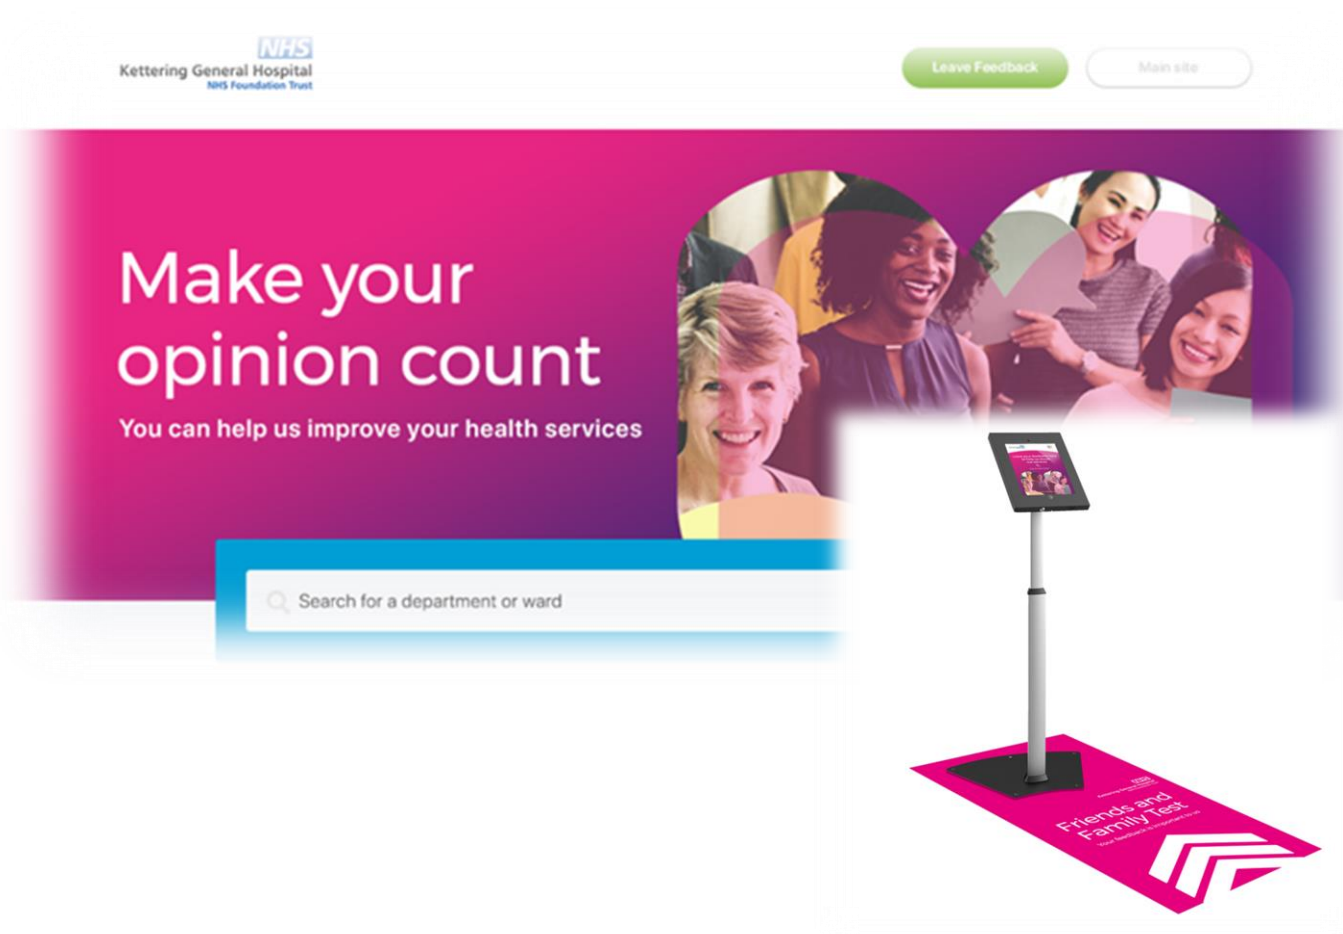 NHS
Kettering General Hospital
NHS Foundation Trust
Leave Feedback
Main site
Make your
opinion count
You can help us improve your health services
Search for a department or ward
Friends and
Family Test
Your feedback is important to us